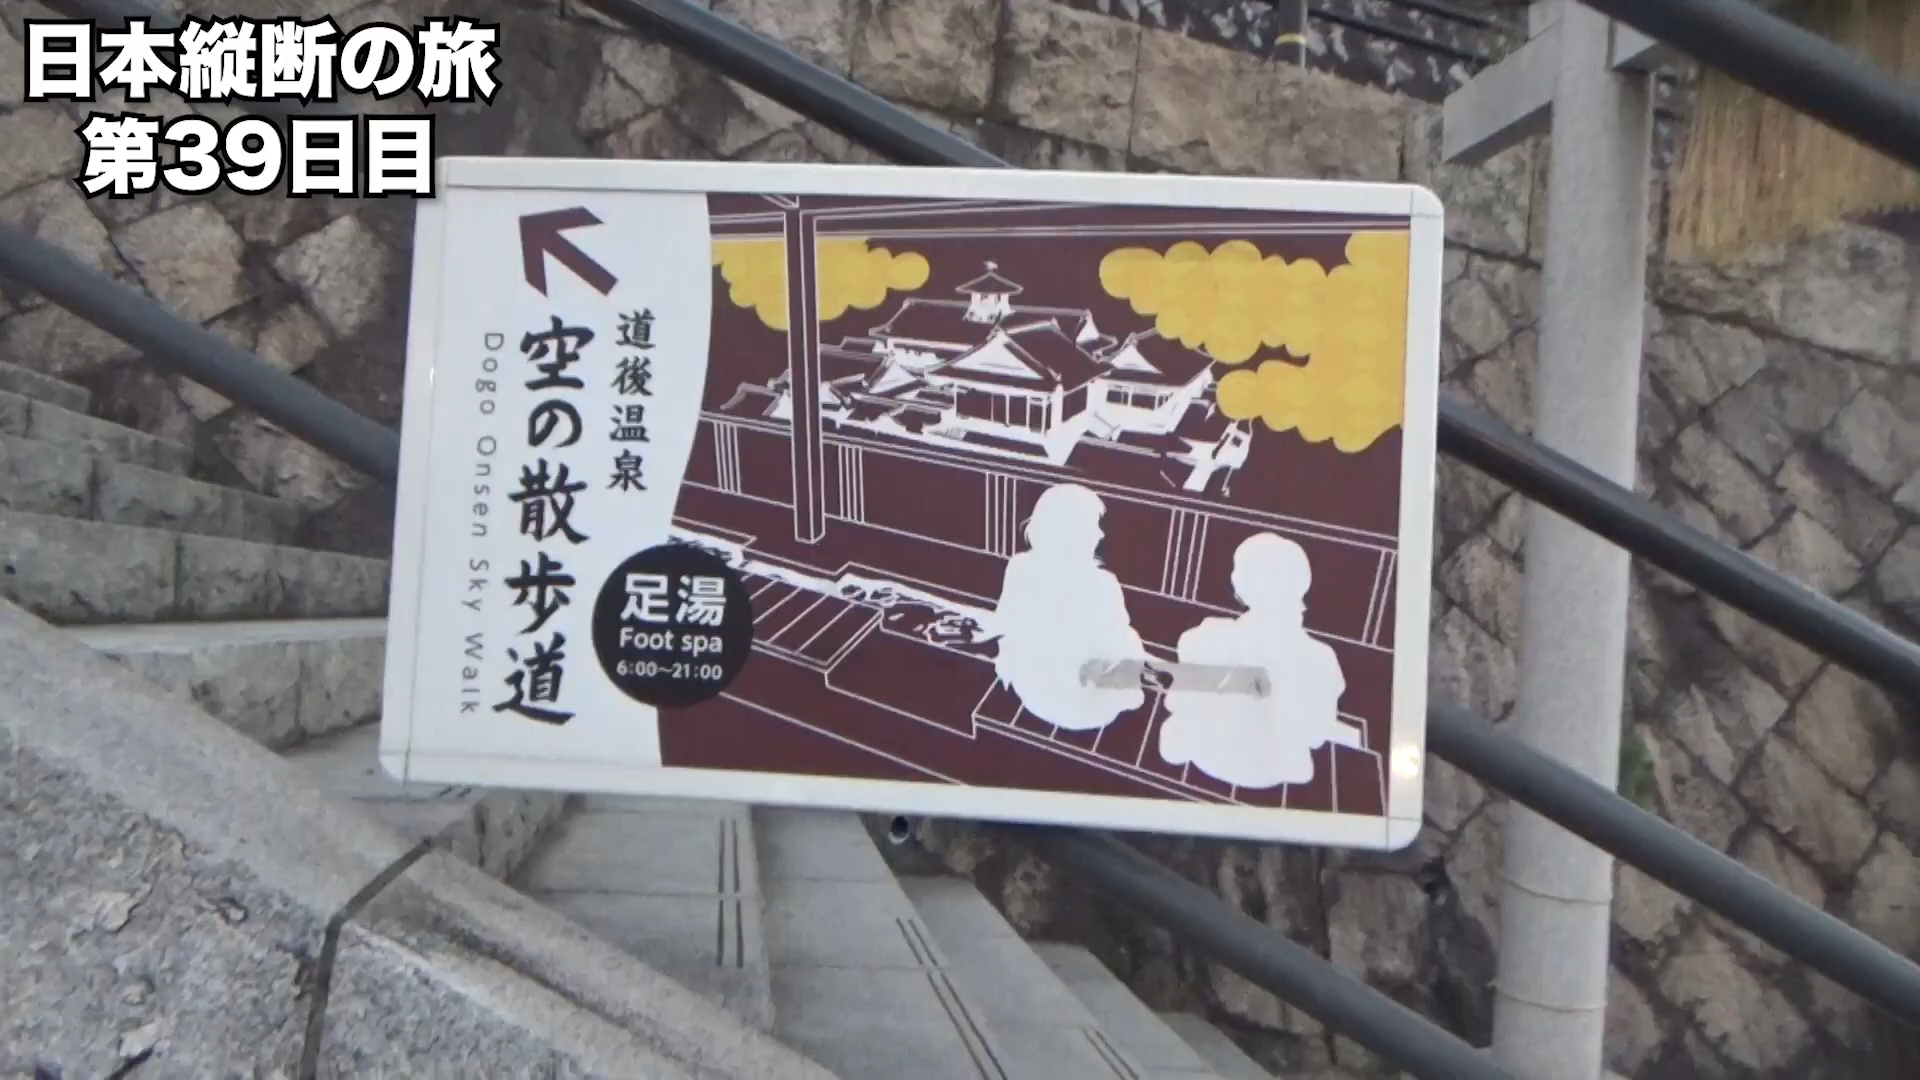 日本縦断の旅
第39日目
道後温泉
空の散歩道
Dogo Onsen Sky Walk
足湯
Foot spa
6:00～21:00